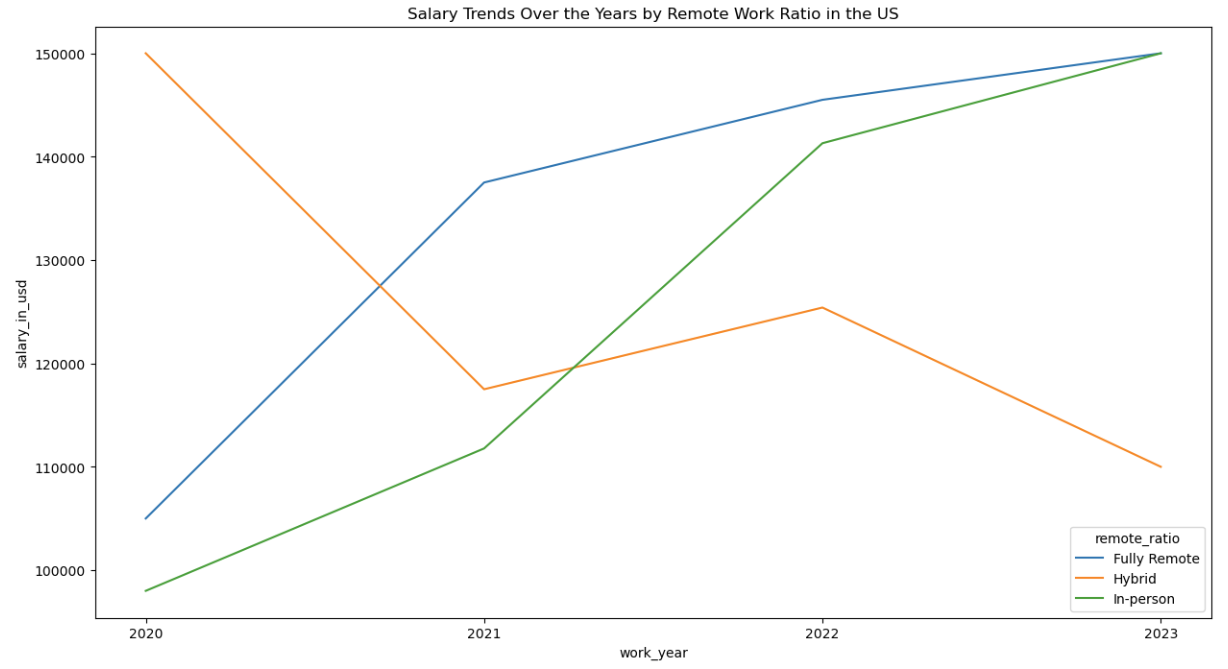 Salary Trends Over the Years by Remote Work Ratio in the US
salary_in_usd
150000
140000
130000
120000
110000
100000
2020 2021 2022 2023
work_year
remote_ratio
Fully Remote
Hybrid
In-person